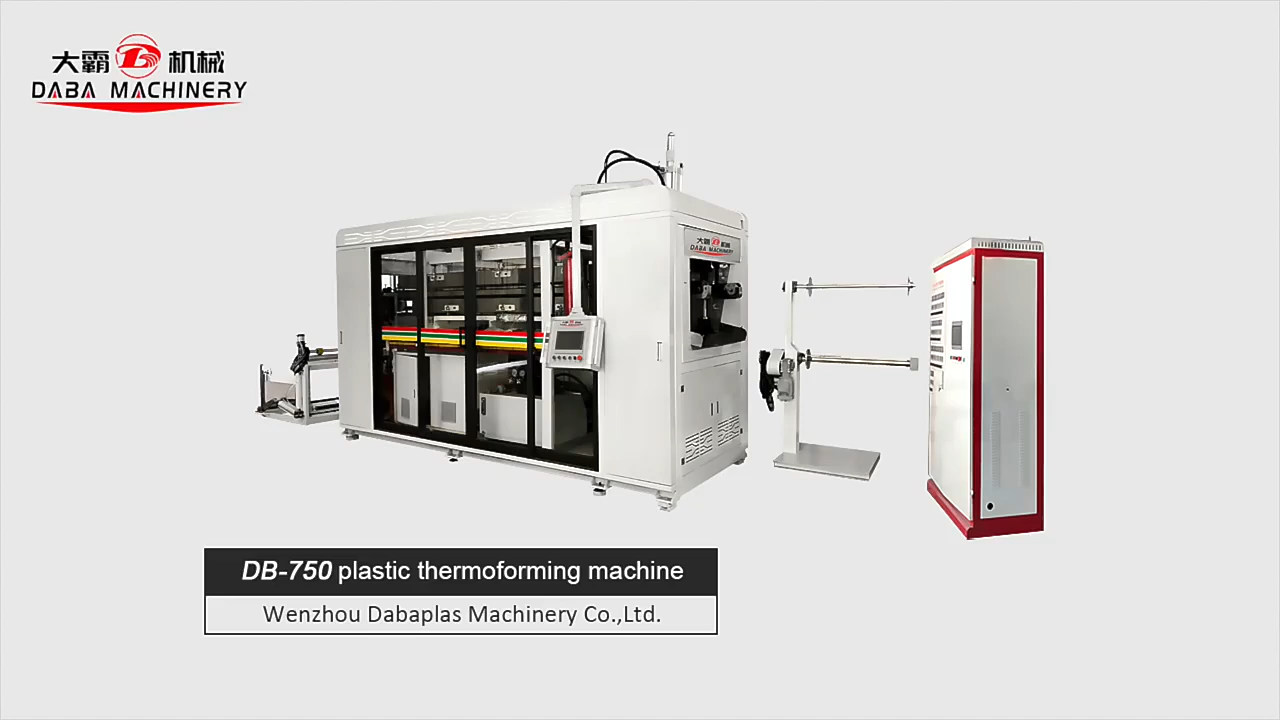 大霸 机械
DABA MACHINERY
大霸 机械
DABA MACHINERY
DB-750 plastic thermoforming machine
Wenzhou Dabaplas Machinery Co.,Ltd.